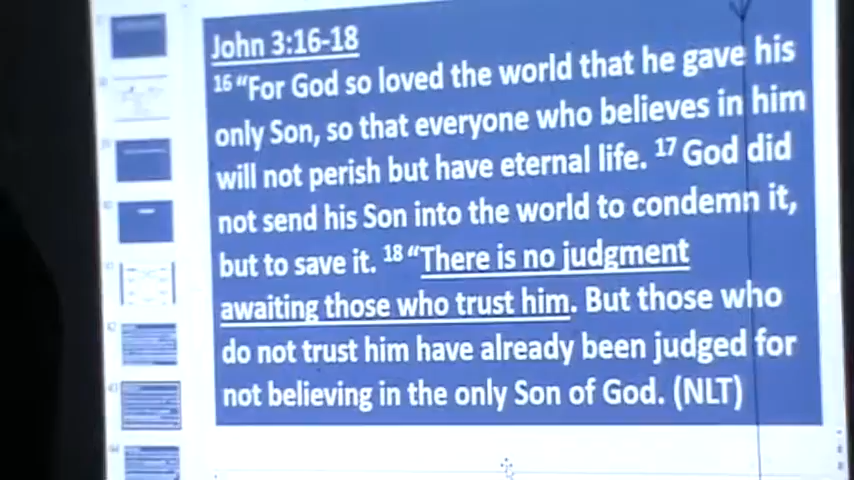 John 3:16-18
16 “For God so loved the world that he gave his
only Son, so that everyone who believes in him
will not perish but have eternal life. 17 God did
not send his Son into the world to condemn it,
but to save it. 18 “There is no judgment
awaiting those who trust him. But those who
do not trust him have already been judged for
not believing in the only Son of God. (NLT)